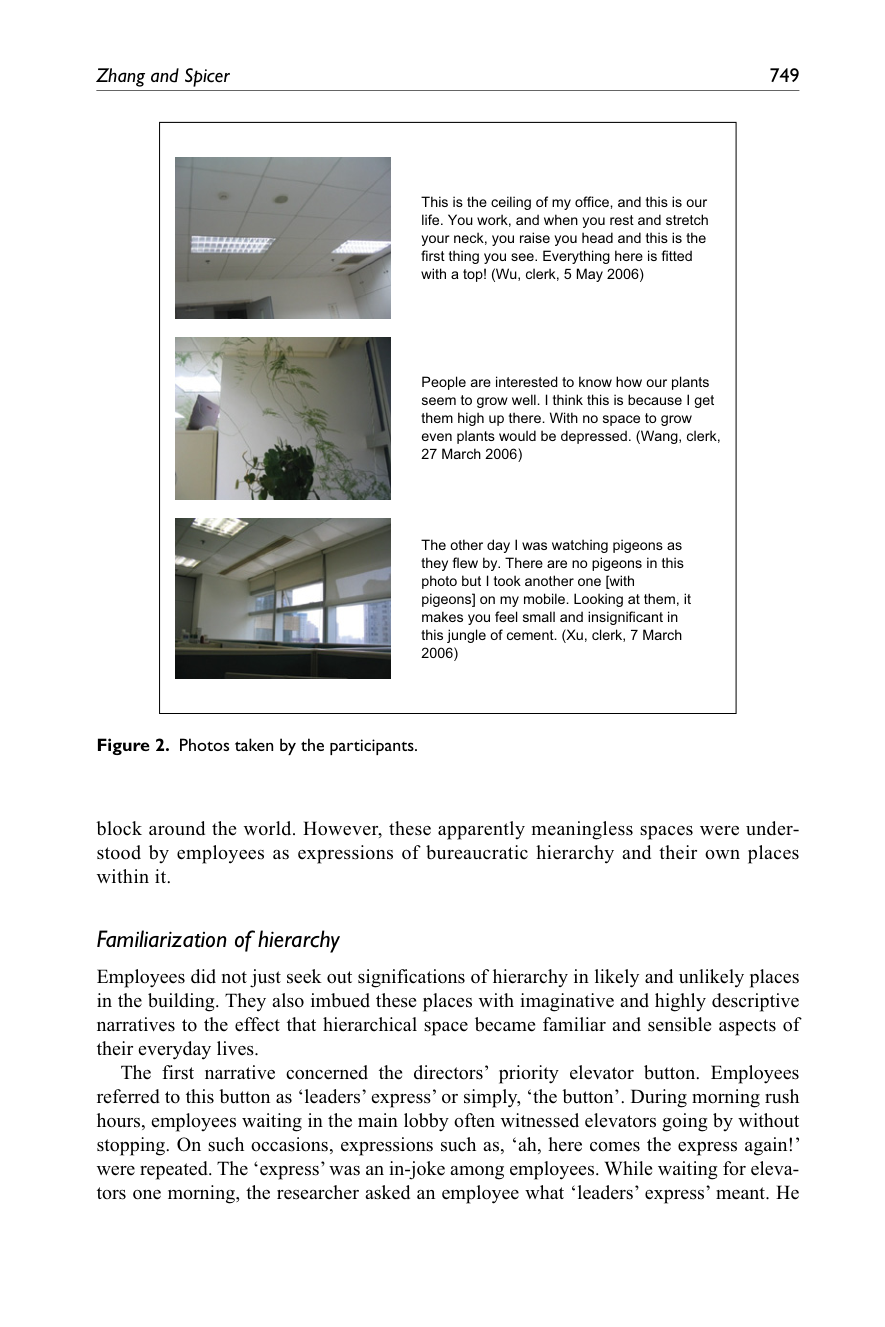 Zhang and Spicer 749
This is the ceiling of my office, and this is our
life. You work, and when you rest and stretch
your neck, you raise you head and this is the
first thing you see. Everything here is fitted
with a top! (Wu, clerk, 5 May 2006)
People are interested to know how our plants
seem to grow well. I think this is because I get
them high up there. With no space to grow
even plants would be depressed. (Wang, clerk,
27 March 2006)
The other day I was watching pigeons as
they flew by. There are no pigeons in this
photo but I took another one [with
pigeons] on my mobile. Looking at them, it
makes you feel small and insignificant in
this jungle of cement. (Xu, clerk, 7 March
2006)
Figure 2. Photos taken by the participants.
block around the world. However, these apparently meaningless spaces were under-
stood by employees as expressions of bureaucratic hierarchy and their own places
within it.
Familiarization of hierarchy
Employees did not just seek out significations of hierarchy in likely and unlikely places
in the building. They also imbued these places with imaginative and highly descriptive
narratives to the effect that hierarchical space became familiar and sensible aspects of
their everyday lives.
The first narrative concerned the directors’ priority elevator button. Employees
referred to this button as ‘leaders’ express’ or simply, ‘the button’. During morning rush
hours, employees waiting in the main lobby often witnessed elevators going by without
stopping. On such occasions, expressions such as, ‘ah, here comes the express again!’
were repeated. The ‘express’ was an in-joke among employees. While waiting for eleva-
tors one morning, the researcher asked an employee what ‘leaders’ express’ meant. He